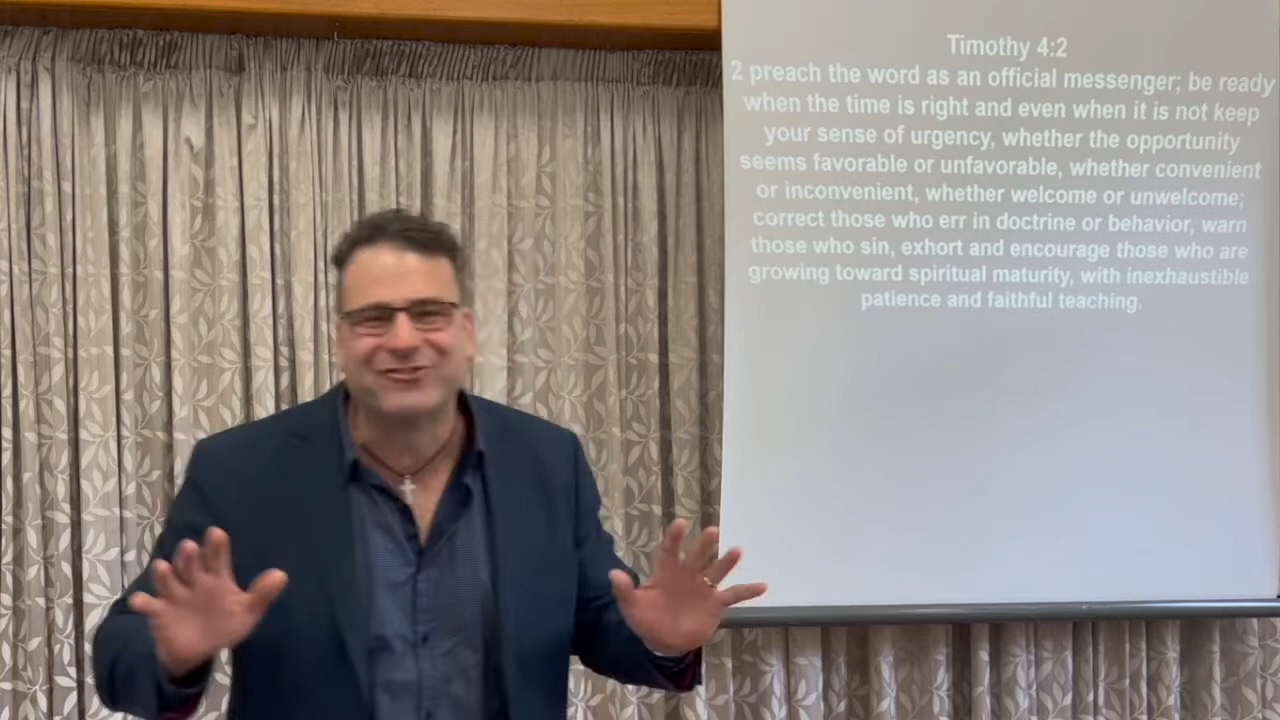 Timothy 4:2
2 preach the word as an official messenger; be ready
when the time is right and even when it is not keep
your sense of urgency, whether the opportunity
seems favorable or unfavorable, whether convenient
or inconvenient, whether welcome or unwelcome;
correct those who err in doctrine or behavior, warn
those who sin, exhort and encourage those who are
growing toward spiritual maturity, with inexhaustible
patience and faithful teaching.